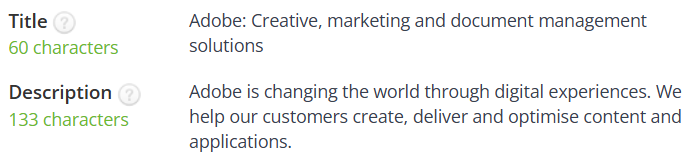 Title ?
60 characters
Adobe: Creative, marketing and document management
solutions
Description ?
133 characters
Adobe is changing the world through digital experiences. We
help our customers create, deliver and optimise content and
applications.